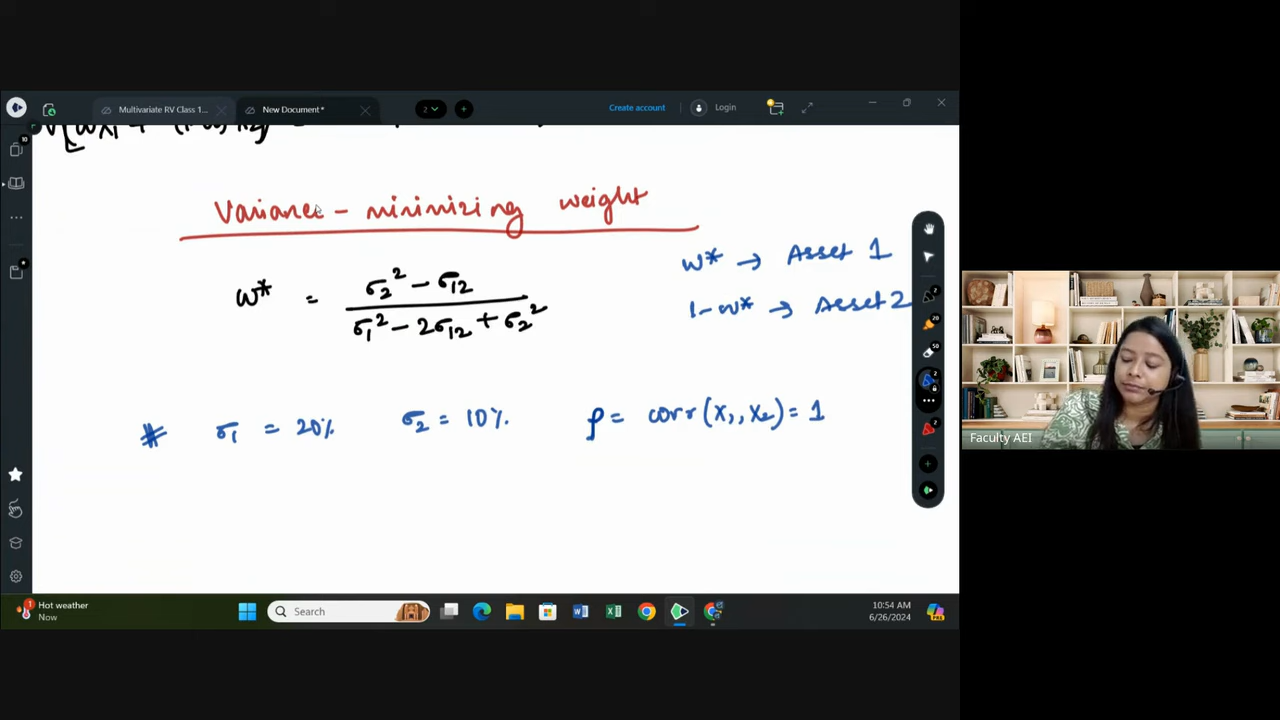 Multivariate RV Class 1...
New Document*
2
Create account
Login
Variance - minimizing weight
w* = σ₂² - σ₁₂ / σ₁² - 2σ₁₂ + σ₂²
w* → Asset 1
1-w* → Asset 2
# σ₁ = 20% σ₂ = 10% ρ = corr(x₁, x₂) = 1
Faculty AEI
Hot weather
Now
Search
10:54 AM
6/26/2024